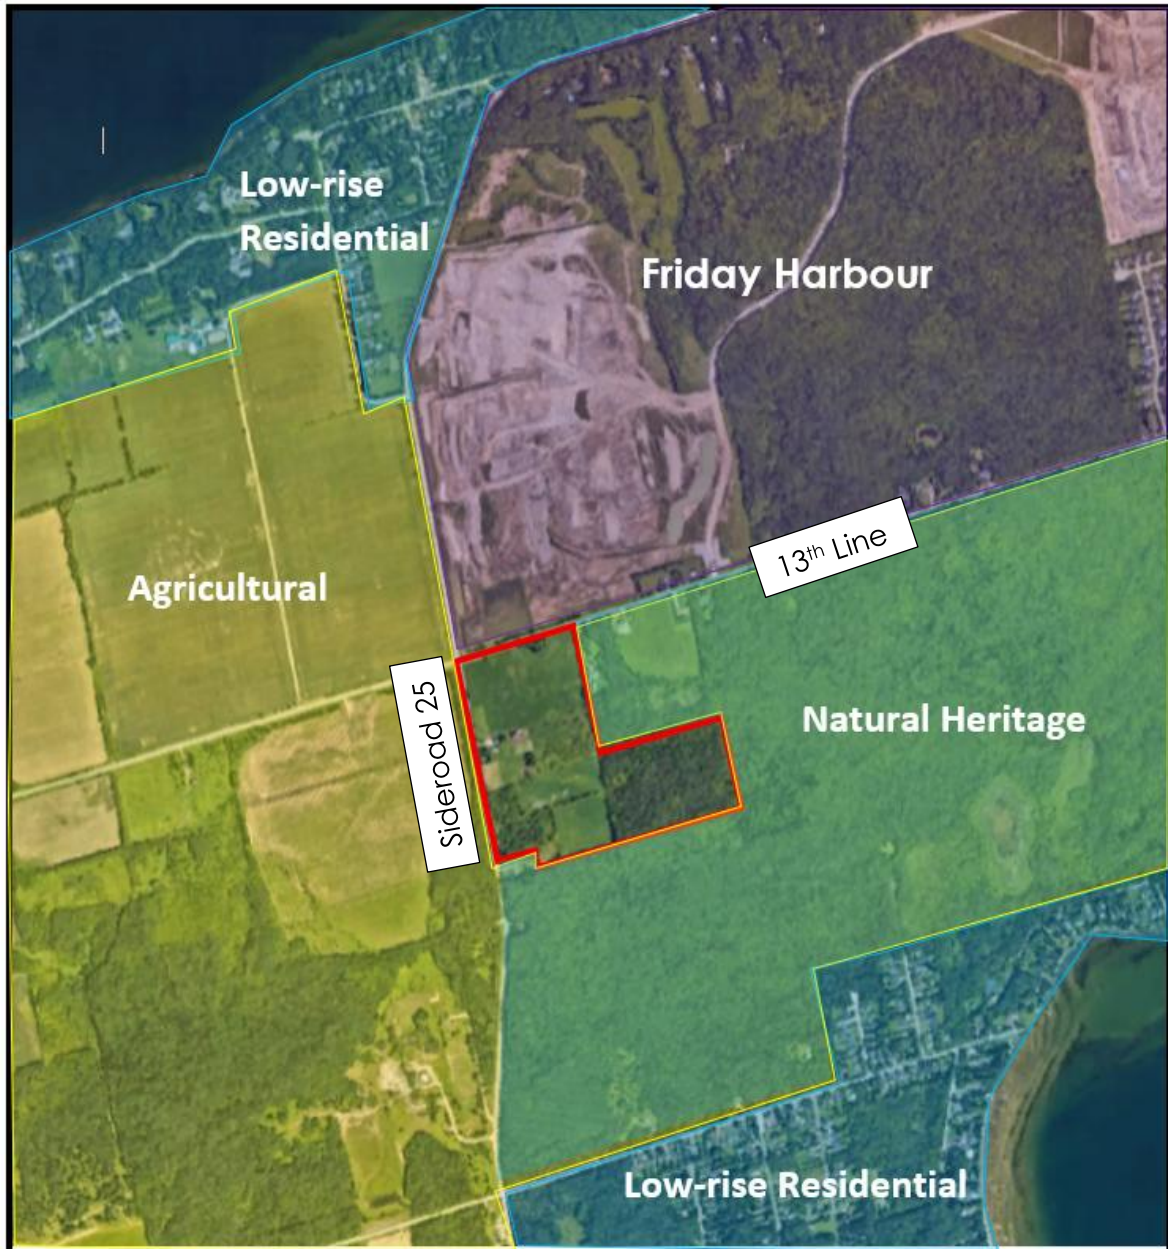 Low-rise
Residential
Friday Harbour
13th Line
Agricultural
Sideroad 25
Natural Heritage
Low-rise Residential